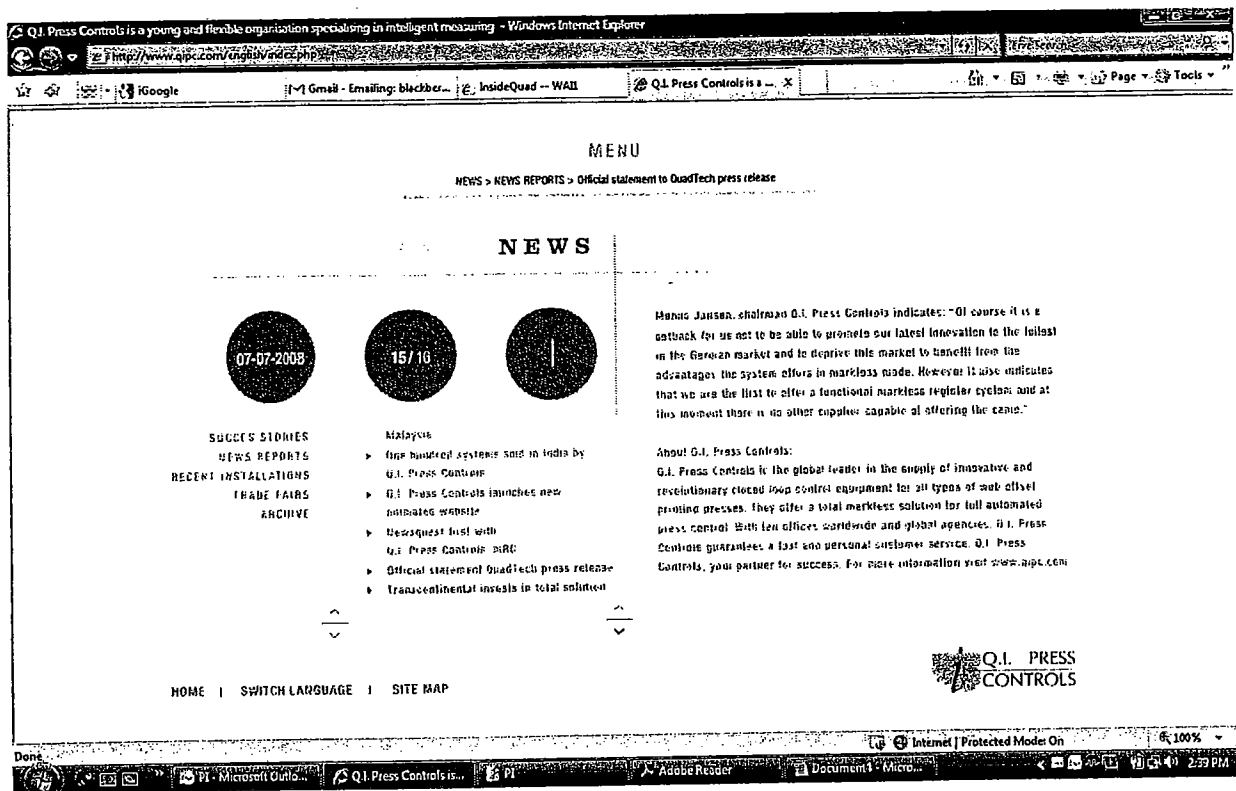 Q.I. Press Controls is a young and flexible organisation specialising in intelligent measuring - Windows Internet Explorer
http://www.qipc.com/english/index.php
Live Search
iGoogle
Gmail - Emailing: blackber...
InsideQuad -- WAII
Q.I. Press Controls is a ...
Page
Tools
MENU
NEWS > NEWS REPORTS > Official statement to QuadTech press release
NEWS
07-07-2008
15/16
SUCCES STORIES
NEWS REPORTS
RECENT INSTALLATIONS
TRADE FAIRS
ARCHIVE
Malaysia
One hundred systems sold in India by
Q.I. Press Controls
Q.I. Press Controls launches new
animated website
Newsquest first with
Q.I. Press Controls mRC
Official statement QuadTech press release
Transcontinental invests in total solution
Menno Jansen, chairman Q.I. Press Controls indicates: "Of course it is a
setback for us not to be able to promote our latest innovation to the fullest
in the German market and to deprive this market to benefit from the
advantages the system offers in markless mode. However it also indicates
that we are the first to offer a functional markless register system and at
this moment there is no other supplier capable of offering the same."
About Q.I. Press Controls:
Q.I. Press Controls is the global leader in the supply of innovative and
revolutionary closed loop control equipment for all types of web offset
printing presses. They offer a total markless solution for full automated
press control. With ten offices worldwide and global agencies, Q.I. Press
Controls guarantees a fast and personal customer service. Q.I. Press
Controls, your partner for success. For more information visit www.qipc.com
Q.I. PRESS
CONTROLS
HOME | SWITCH LANGUAGE | SITE MAP
Done
Internet | Protected Mode: On
100%
PI - Microsoft Outlo...
Q.I. Press Controls is...
PI
Adobe Reader
Document1 - Micro...
2:39 PM